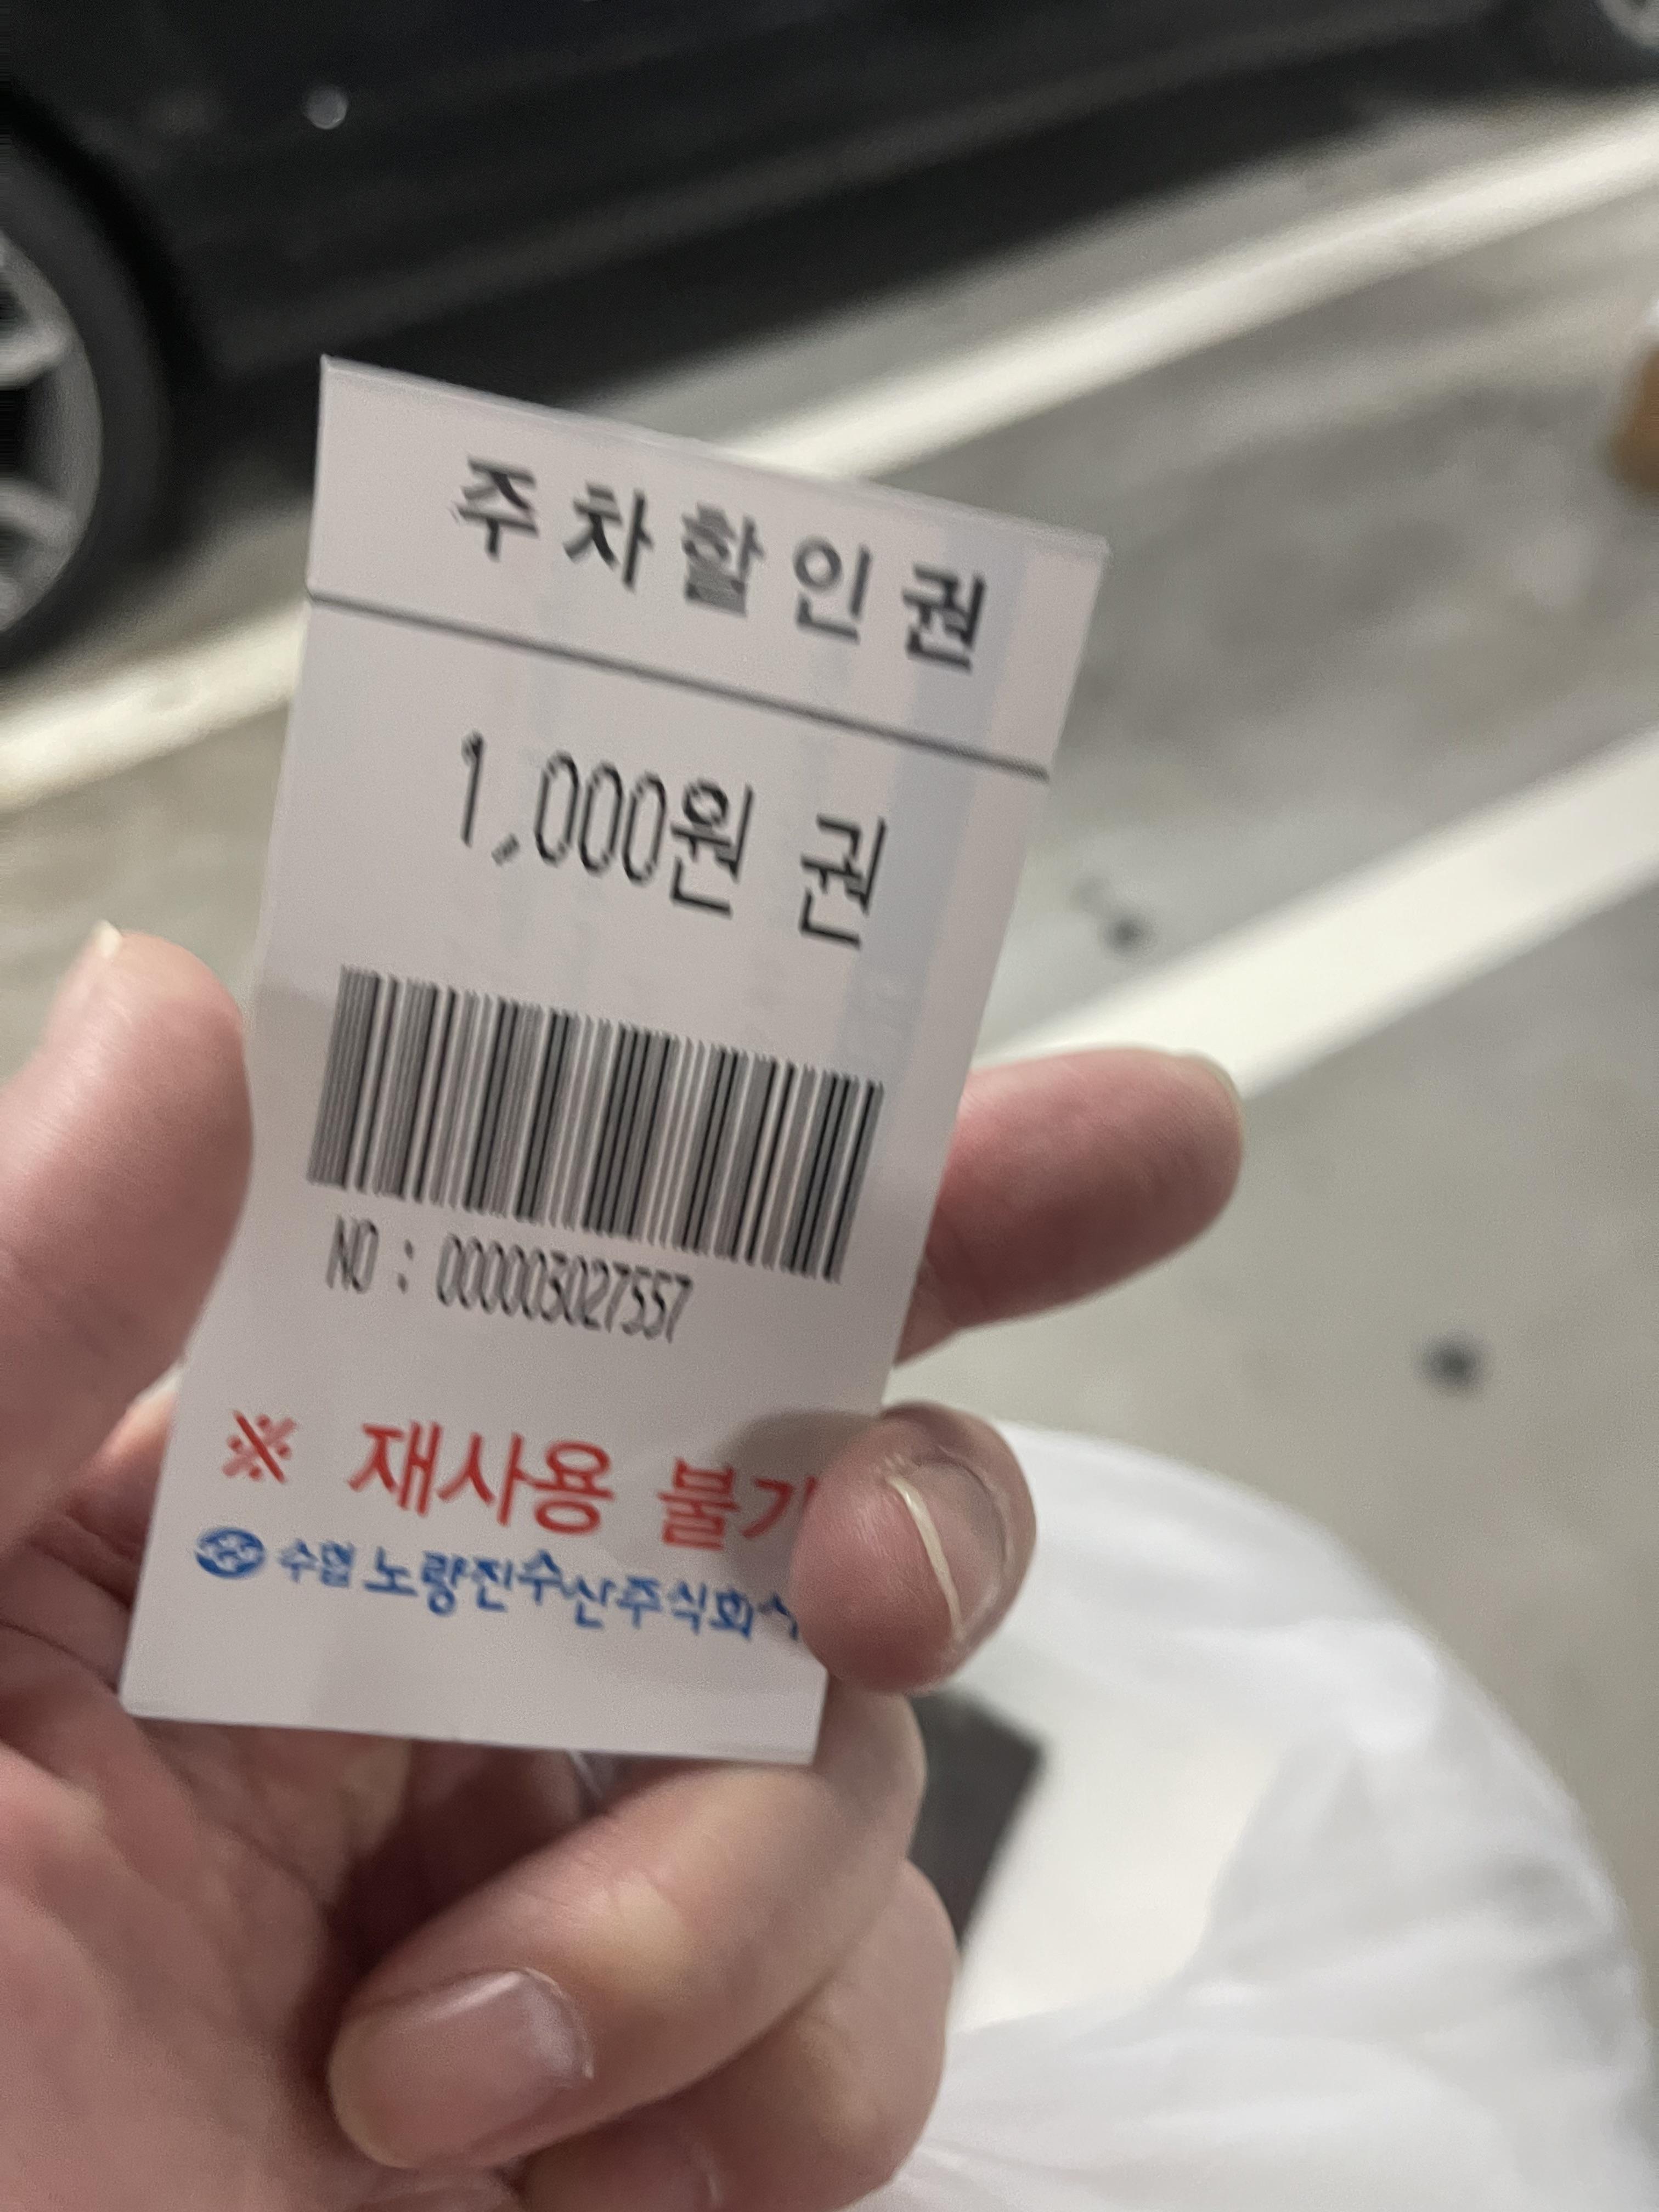 주차할인권
1,000원 권
NO : 000003027557
※ 재사용 불가
수협 노량진수산주식회사